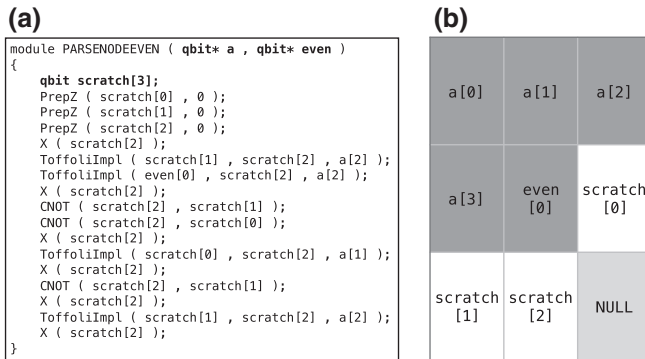 (a)
module PARSENODEEVEN ( qbit* a , qbit* even )
{
qbit scratch[3];
PrepZ ( scratch[0] , 0 );
PrepZ ( scratch[1] , 0 );
PrepZ ( scratch[2] , 0 );
X ( scratch[2] );
ToffoliImpl ( scratch[1] , scratch[2] , a[2] );
ToffoliImpl ( even[0] , scratch[2] , a[2] );
X ( scratch[2] );
CNOT ( scratch[2] , scratch[1] );
CNOT ( scratch[2] , scratch[0] );
X ( scratch[2] );
ToffoliImpl ( scratch[0] , scratch[2] , a[1] );
X ( scratch[2] );
CNOT ( scratch[2] , scratch[1] );
X ( scratch[2] );
ToffoliImpl ( scratch[1] , scratch[2] , a[2] );
X ( scratch[2] );
}
(b)
a[0] a[1] a[2]
a[3] even [0] scratch [0]
scratch [1] scratch [2] NULL